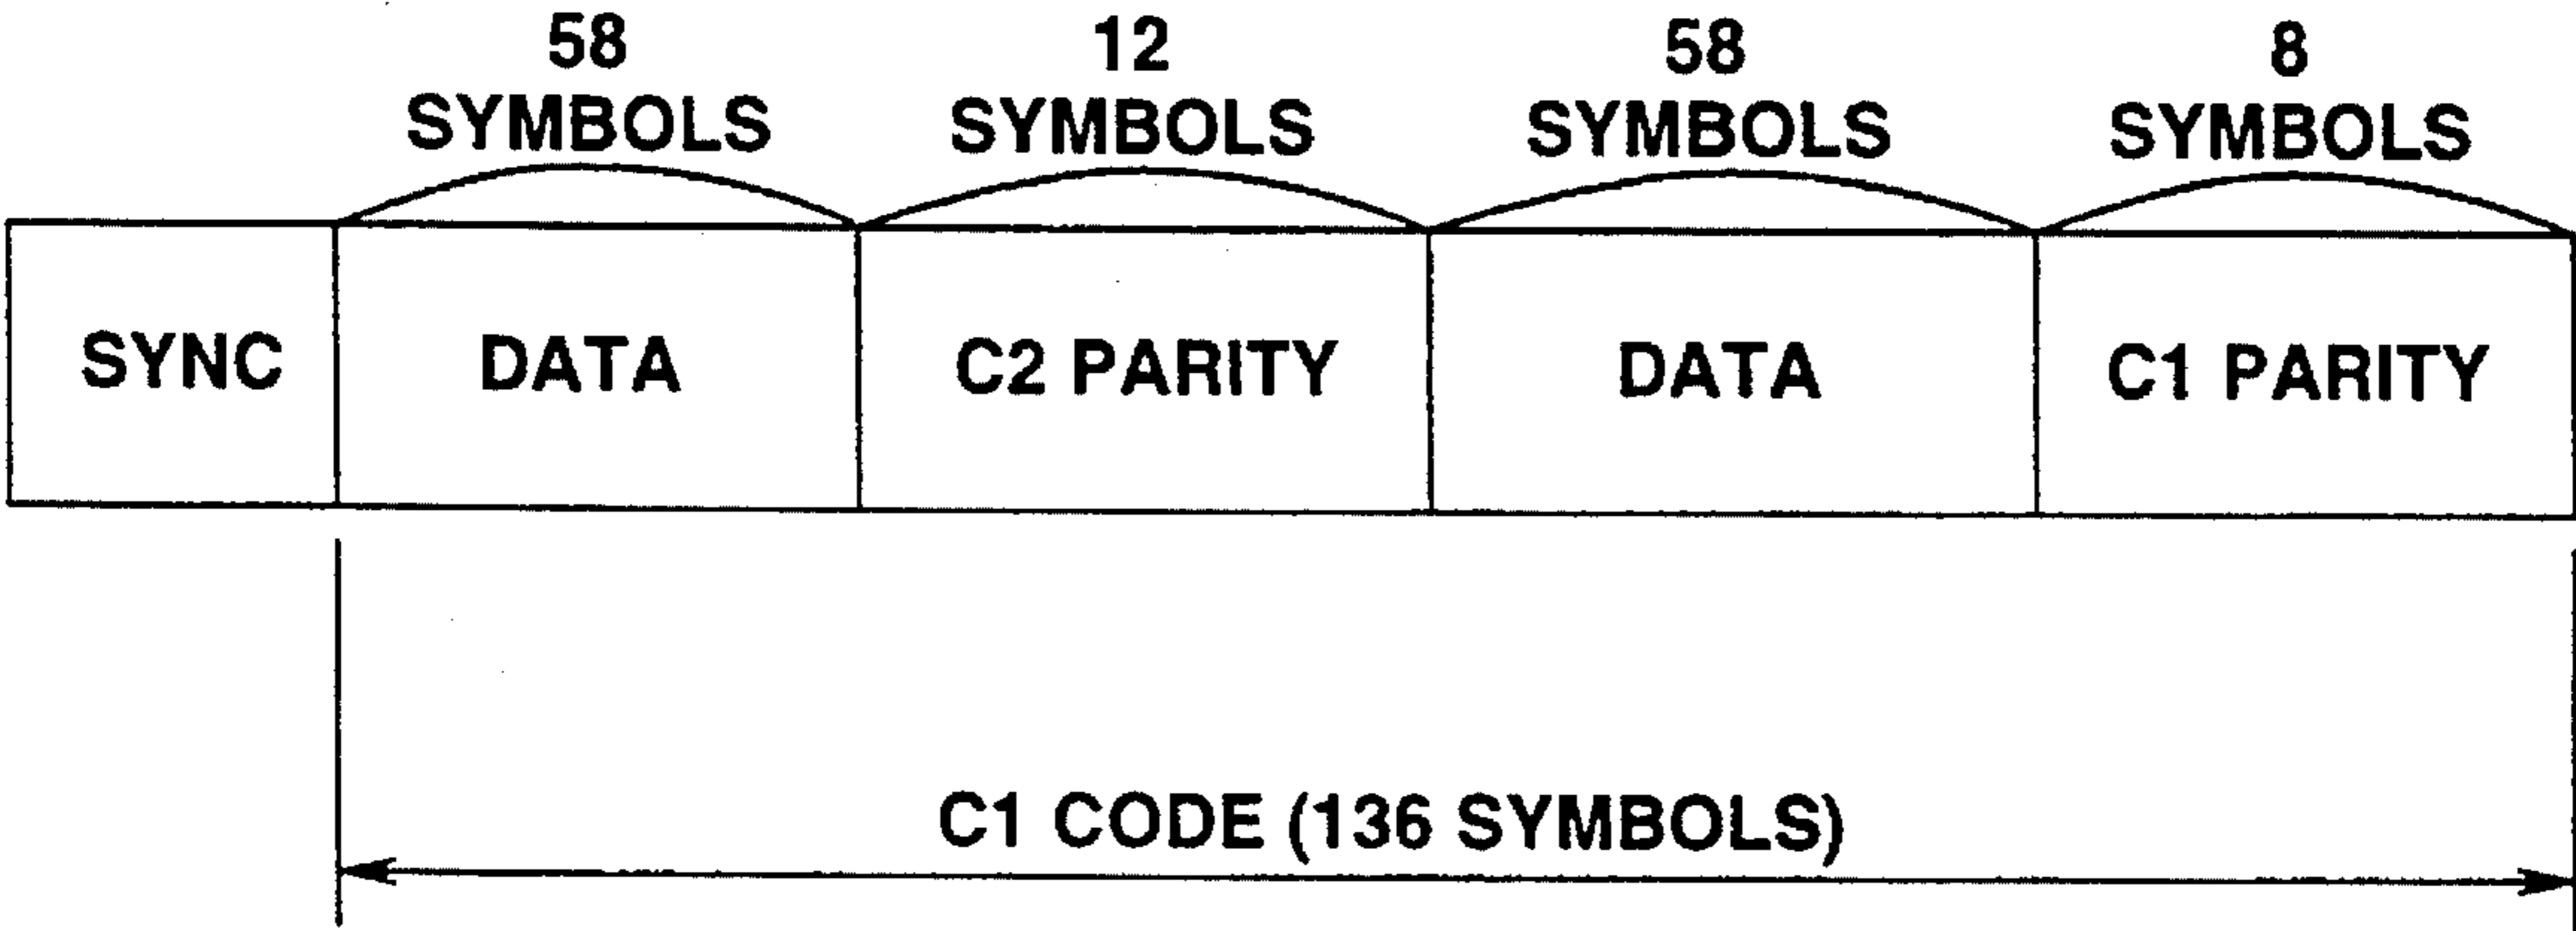 58
SYMBOLS
12
SYMBOLS
58
SYMBOLS
8
SYMBOLS
SYNC
DATA
C2 PARITY
DATA
C1 PARITY
C1 CODE (136 SYMBOLS)